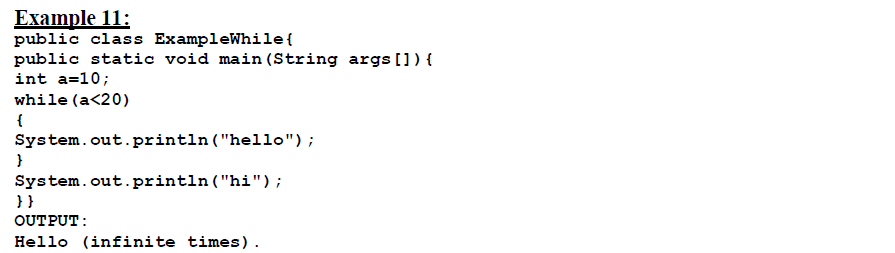 Example 11:
public class ExampleWhile{
public static void main(String args[]){
int a=10;
while(a<20)
{
System.out.println("hello");
}
System.out.println("hi");
}}
OUTPUT:
Hello (infinite times).